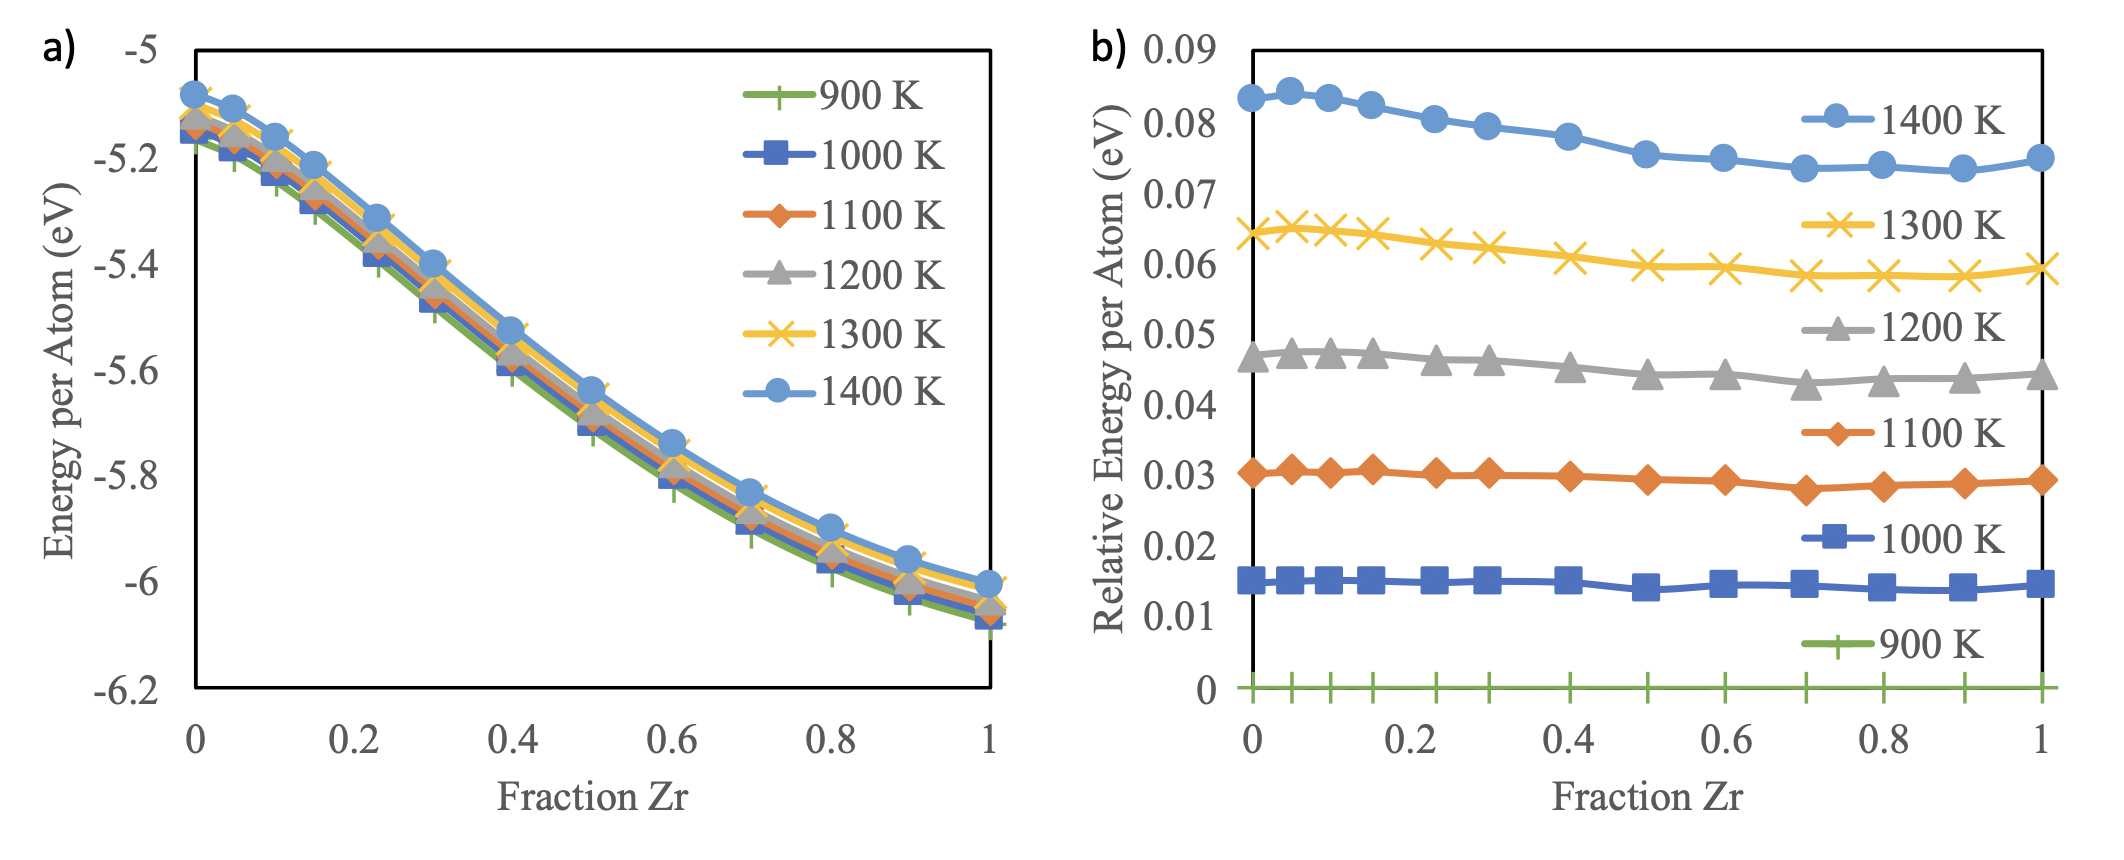 a)
Energy per Atom (eV)
-5
-5.2
-5.4
-5.6
-5.8
-6
-6.2
0 0.2 0.4 0.6 0.8 1
Fraction Zr
900 K
1000 K
1100 K
1200 K
1300 K
1400 K
b)
Relative Energy per Atom (eV)
0.09
0.08
0.07
0.06
0.05
0.04
0.03
0.02
0.01
0
0 0.2 0.4 0.6 0.8 1
Fraction Zr
1400 K
1300 K
1200 K
1100 K
1000 K
900 K